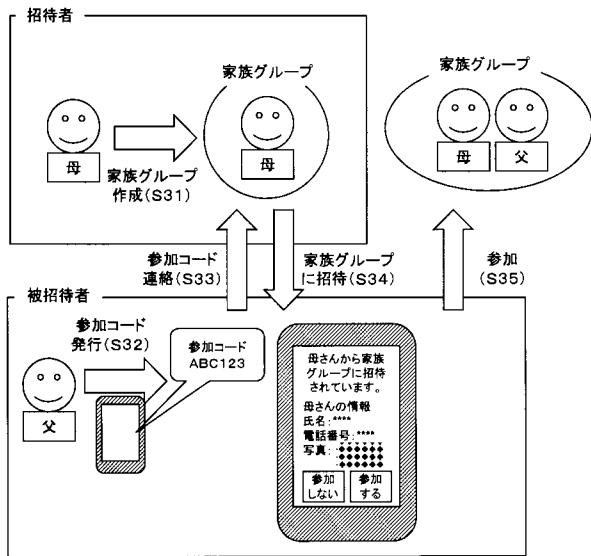 招待者
家族グループ
母
家族グループ
作成(S31)
母
家族グループ
母
父
参加コード
連絡(S33)
家族グループ
に招待(S34)
参加
(S35)
被招待者
参加コード
発行(S32)
父
参加コード
ABC123
母さんから家族
グループに招待
されています。
母さんの情報
氏名:****
電話番号:****
写真:
参加
しない
参加
する